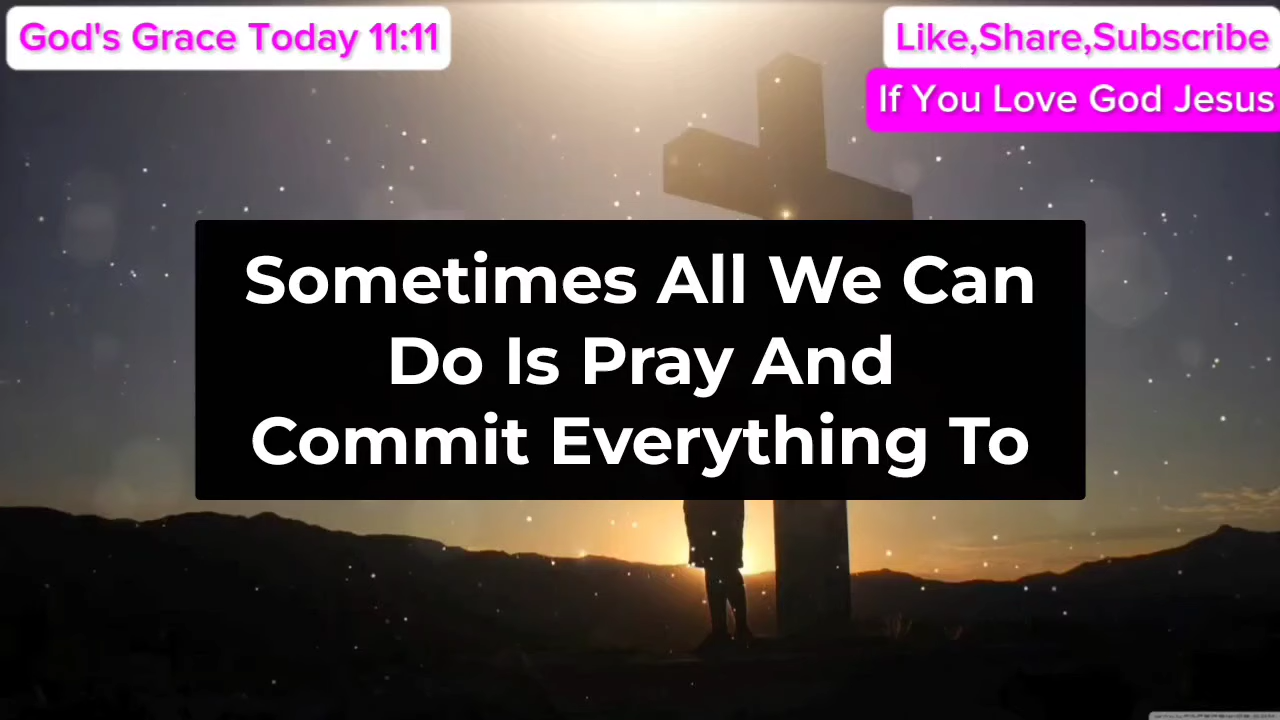 God's Grace Today 11:11
Like,Share,Subscribe
If You Love God Jesus
Sometimes All We Can
Do Is Pray And
Commit Everything To